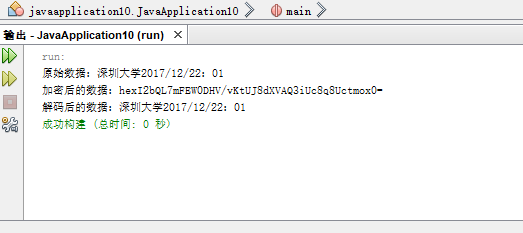 javaapplication10.JavaApplication10 main
输出 - JavaApplication10 (run) ×
run:
原始数据：深圳大学2017/12/22：01
加密后的数据：hexI2bQL7mFEW0DHV/vKtUJ8dXVAQ3iUc8q8Uctmox0=
解码后的数据：深圳大学2017/12/22：01
成功构建 (总时间: 0 秒)